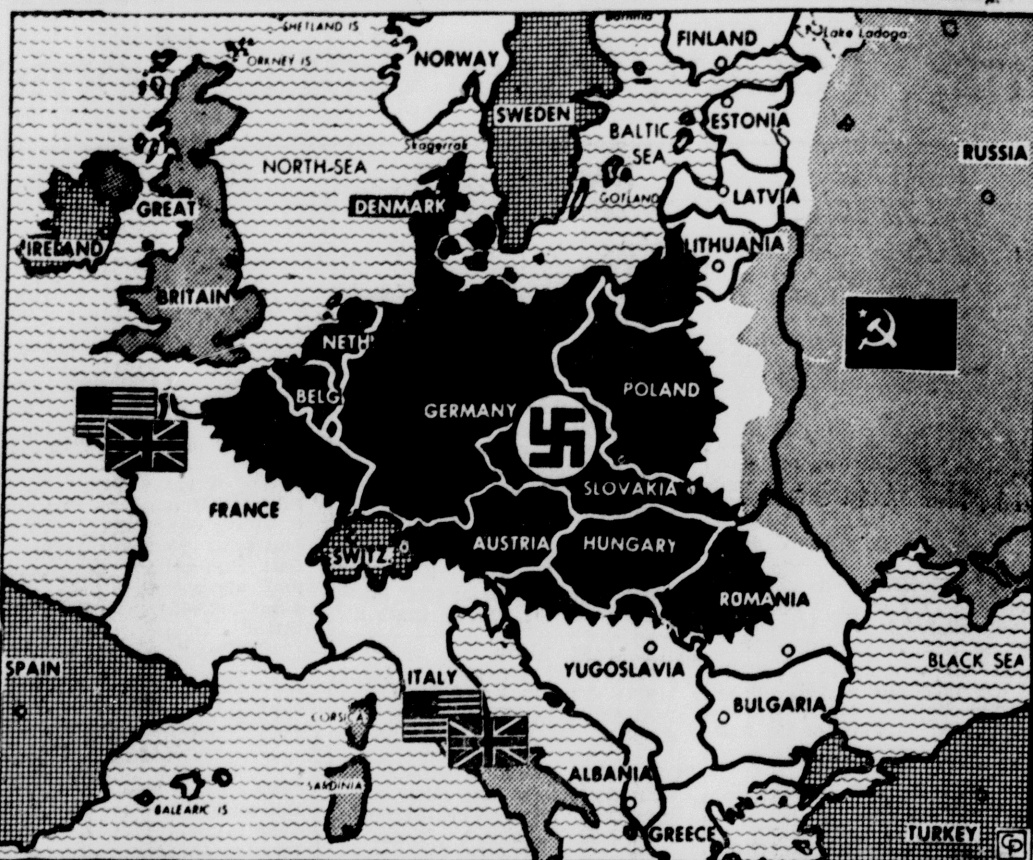 SHETLAND IS
ORKNEY IS
NORWAY
FINLAND
Lake Ladoga
SWEDEN
ESTONIA
BALTIC
SEA
RUSSIA
Skagerrak
NORTH-SEA
GOTLAND
LATVIA
DENMARK
GREAT
BRITAIN
IRELAND
LITHUANIA
NETH
BELG
GERMANY
POLAND
SLOVAKIA
FRANCE
SWITZ.
AUSTRIA
HUNGARY
ROMANIA
SPAIN
ITALY
YUGOSLAVIA
BLACK SEA
BULGARIA
CORSICA
SARDINIA
BALEARK IS
ALBANIA
GREECE
TURKEY
CP